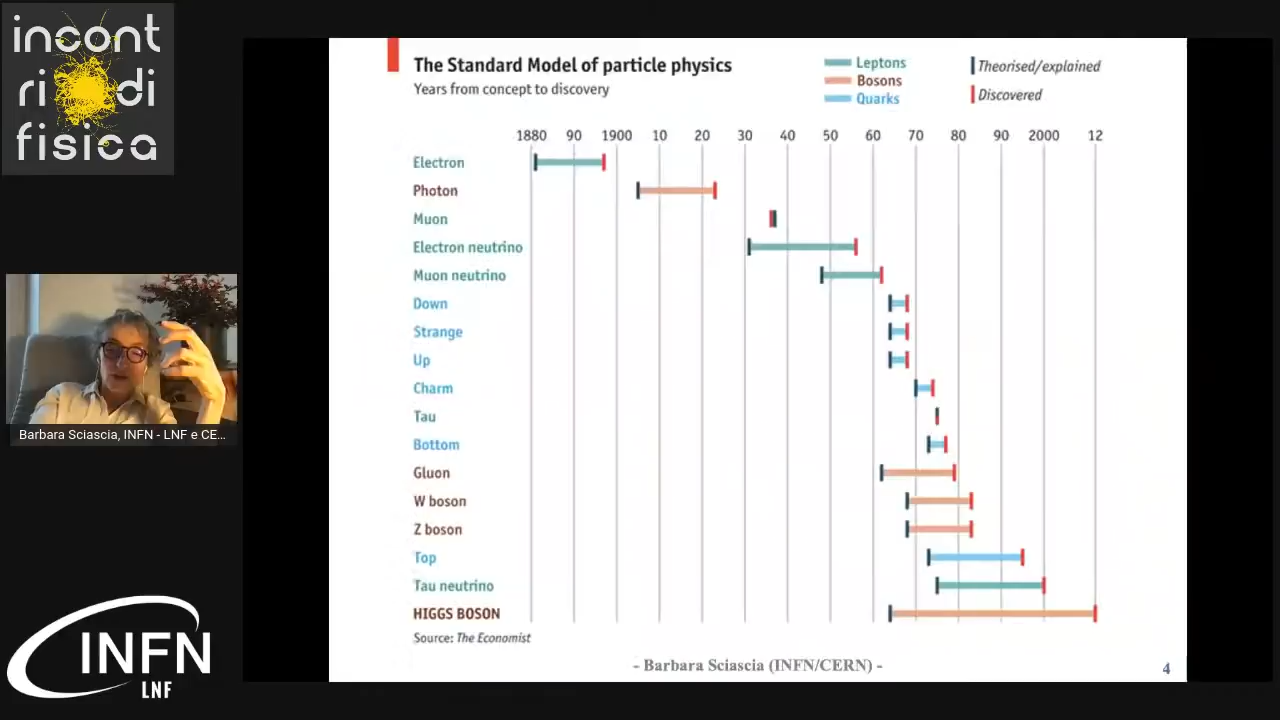 incont
ri di
fisica
Barbara Sciascia, INFN - LNF e CE...
INFN
LNF
The Standard Model of particle physics
Years from concept to discovery
Leptons
Bosons
Quarks
Theorised/explained
Discovered
1880 90 1900 10 20 30 40 50 60 70 80 90 2000 12
Electron
Photon
Muon
Electron neutrino
Muon neutrino
Down
Strange
Up
Charm
Tau
Bottom
Gluon
W boson
Z boson
Top
Tau neutrino
HIGGS BOSON
Source: The Economist
- Barbara Sciascia (INFN/CERN) -
4